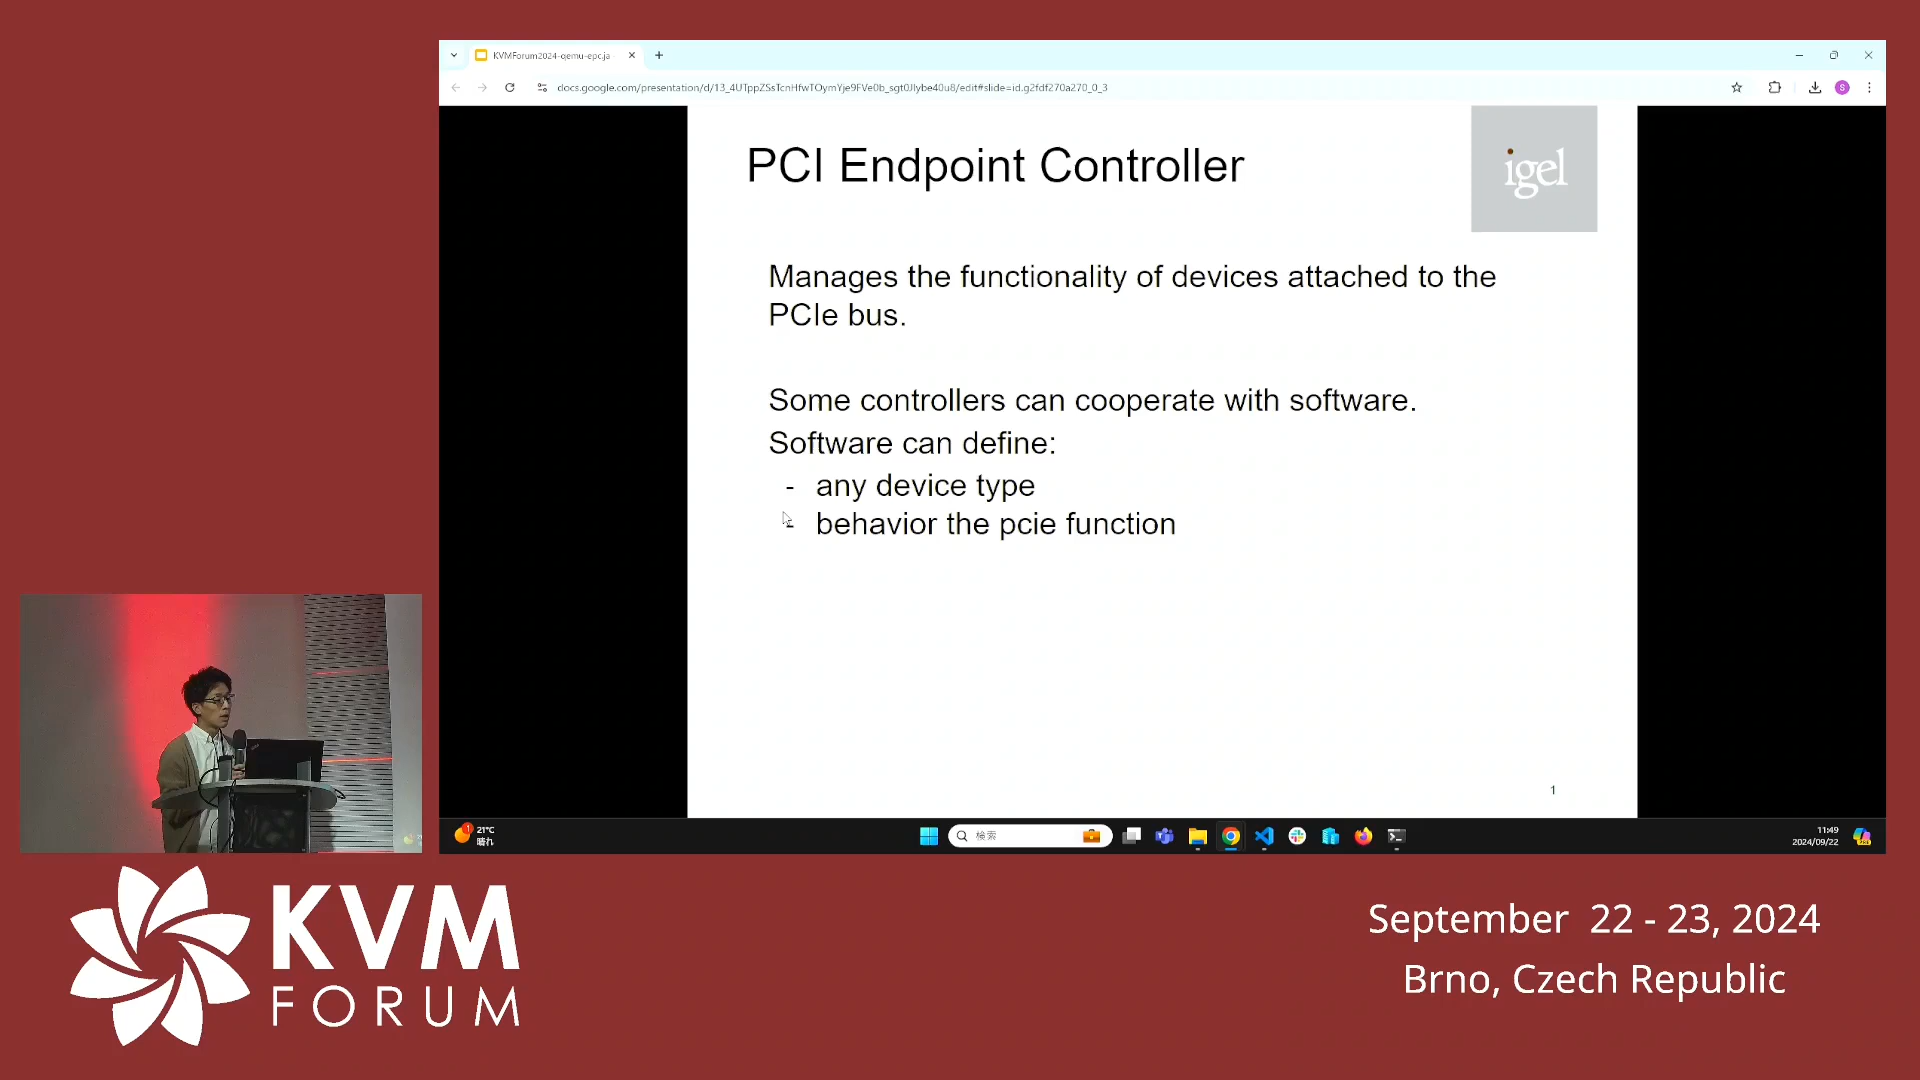 KVMForum2024-qemu-epc.ja
docs.google.com/presentation/d/13_4UTppZSsTcnHfwTOymYje9FVe0b_sgt0JIybe40u8/edit#slide=id.g2fdf270a270_0_3
S
PCI Endpoint Controller
igel
Manages the functionality of devices attached to the
PCIe bus.
Some controllers can cooperate with software.
Software can define:
- any device type
- behavior the pcie function
1
1
21°C
晴れ
検索
11:49
2024/09/22
KVM
FORUM
September 22 - 23, 2024
Brno, Czech Republic